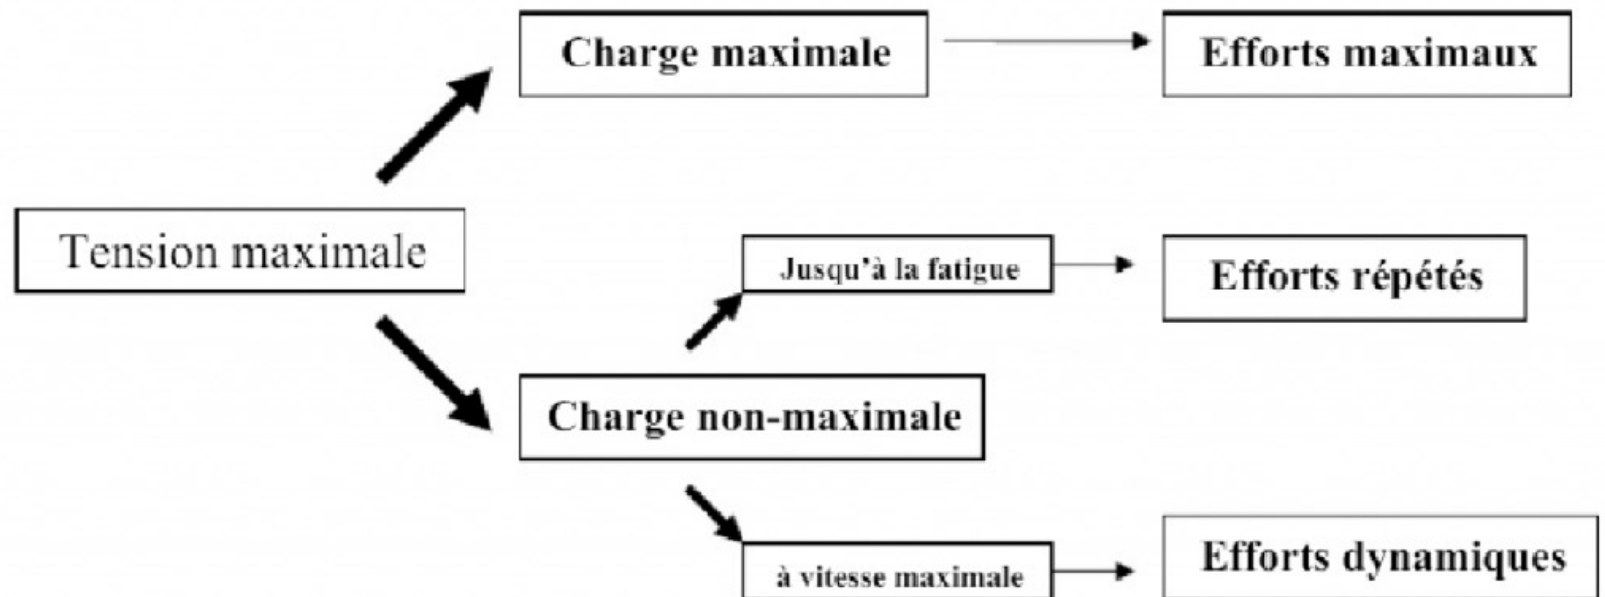 Charge maximale
Efforts maximaux
Tension maximale
Jusqu'à la fatigue
Efforts répétés
Charge non-maximale
à vitesse maximale
Efforts dynamiques